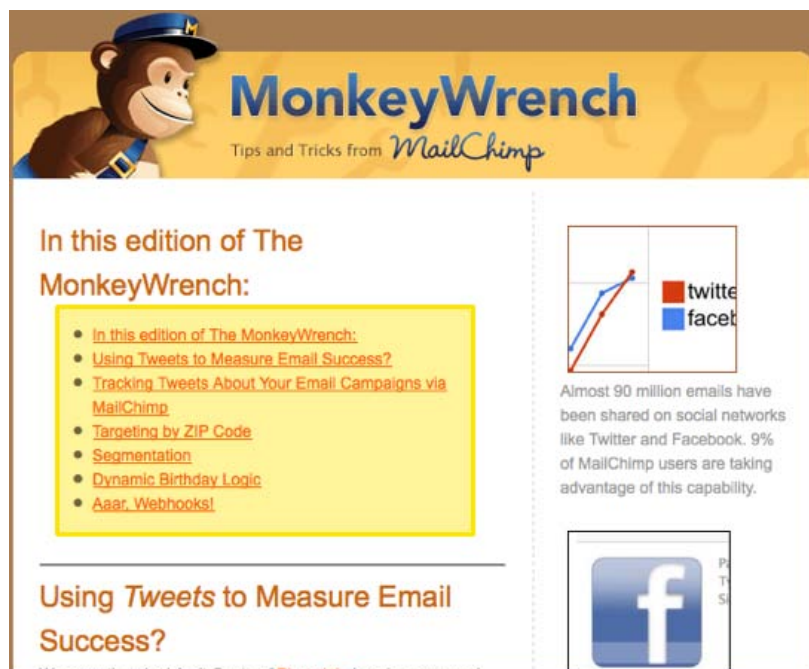 M
MonkeyWrench
Tips and Tricks from MailChimp
In this edition of The
MonkeyWrench:
In this edition of The MonkeyWrench:
Using Tweets to Measure Email Success?
Tracking Tweets About Your Email Campaigns via
MailChimp
Targeting by ZIP Code
Segmentation
Dynamic Birthday Logic
Aaar, Webhooks!
Using Tweets to Measure Email
Success?
twitte
faceb
Almost 90 million emails have
been shared on social networks
like Twitter and Facebook. 9%
of MailChimp users are taking
advantage of this capability.
f